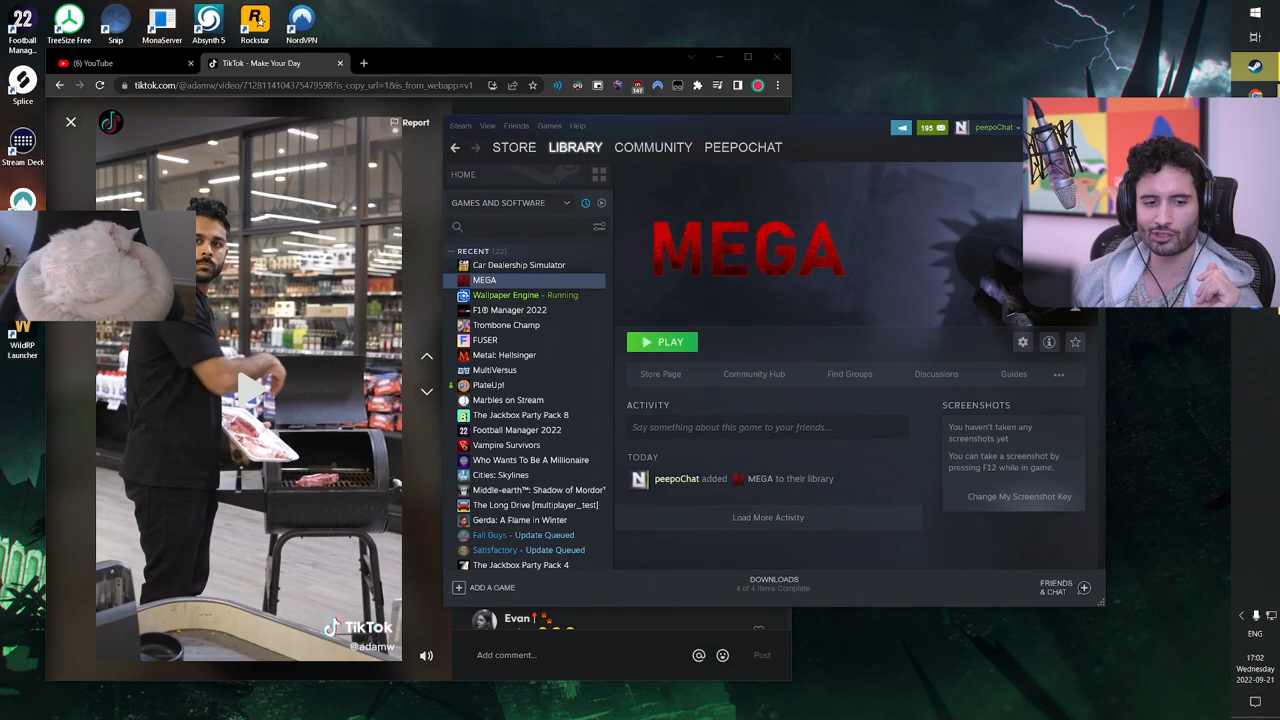 22
Football
Manag...
TreeSize Free
Snip
MonaServer
Absynth 5
R
Rockstar
NordVPN
Splice
Stream Deck
WildRP
Launcher
(6) YouTube
TikTok - Make Your Day
tiktok.com/@adamw/video/7128114104375479598?is_copy_url=1&is_from_webapp=v1
147
Report
TikTok
@adamw
Steam
View
Friends
Games
Help
195
N
peepoChat
STORE
LIBRARY
COMMUNITY
PEEPOCHAT
HOME
GAMES AND SOFTWARE
RECENT (22)
Car Dealership Simulator
MEGA
Wallpaper Engine - Running
F1® Manager 2022
Trombone Champ
FUSER
Metal: Hellsinger
MultiVersus
PlateUp!
Marbles on Stream
The Jackbox Party Pack 8
Football Manager 2022
Vampire Survivors
Who Wants To Be A Millionaire
Cities: Skylines
Middle-earth™: Shadow of Mordor
The Long Drive [multiplayer_test]
Gerda: A Flame in Winter
Fall Guys - Update Queued
Satisfactory - Update Queued
The Jackbox Party Pack 4
ADD A GAME
MEGA
PLAY
Store Page
Community Hub
Find Groups
Discussions
Guides
ACTIVITY
Say something about this game to your friends...
TODAY
N
peepoChat added MEGA to their library
Load More Activity
SCREENSHOTS
You haven't taken any
screenshots yet
You can take a screenshot by
pressing F12 while in game.
Change My Screenshot Key
DOWNLOADS
4 of 4 Items Complete
FRIENDS
& CHAT
Evan
Add comment...
Post
ENG
17:02
Wednesday
2022-09-21